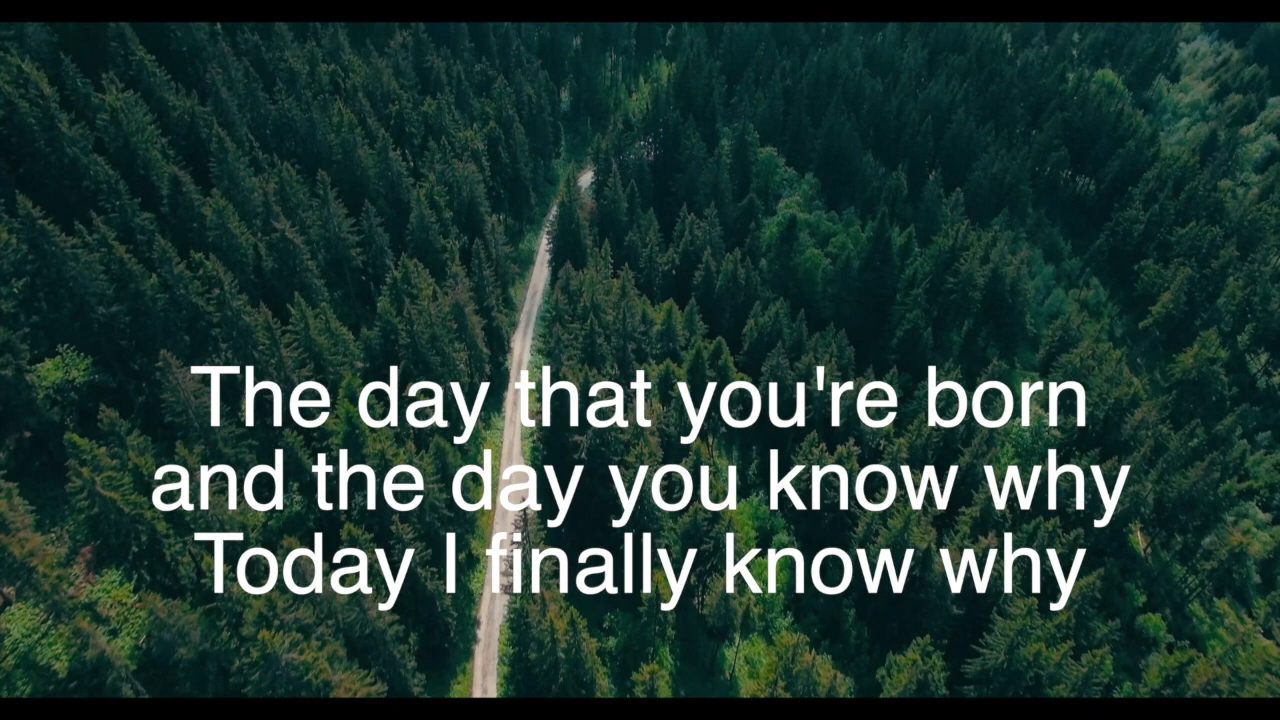 The day that you're born
and the day you know why
Today I finally know why